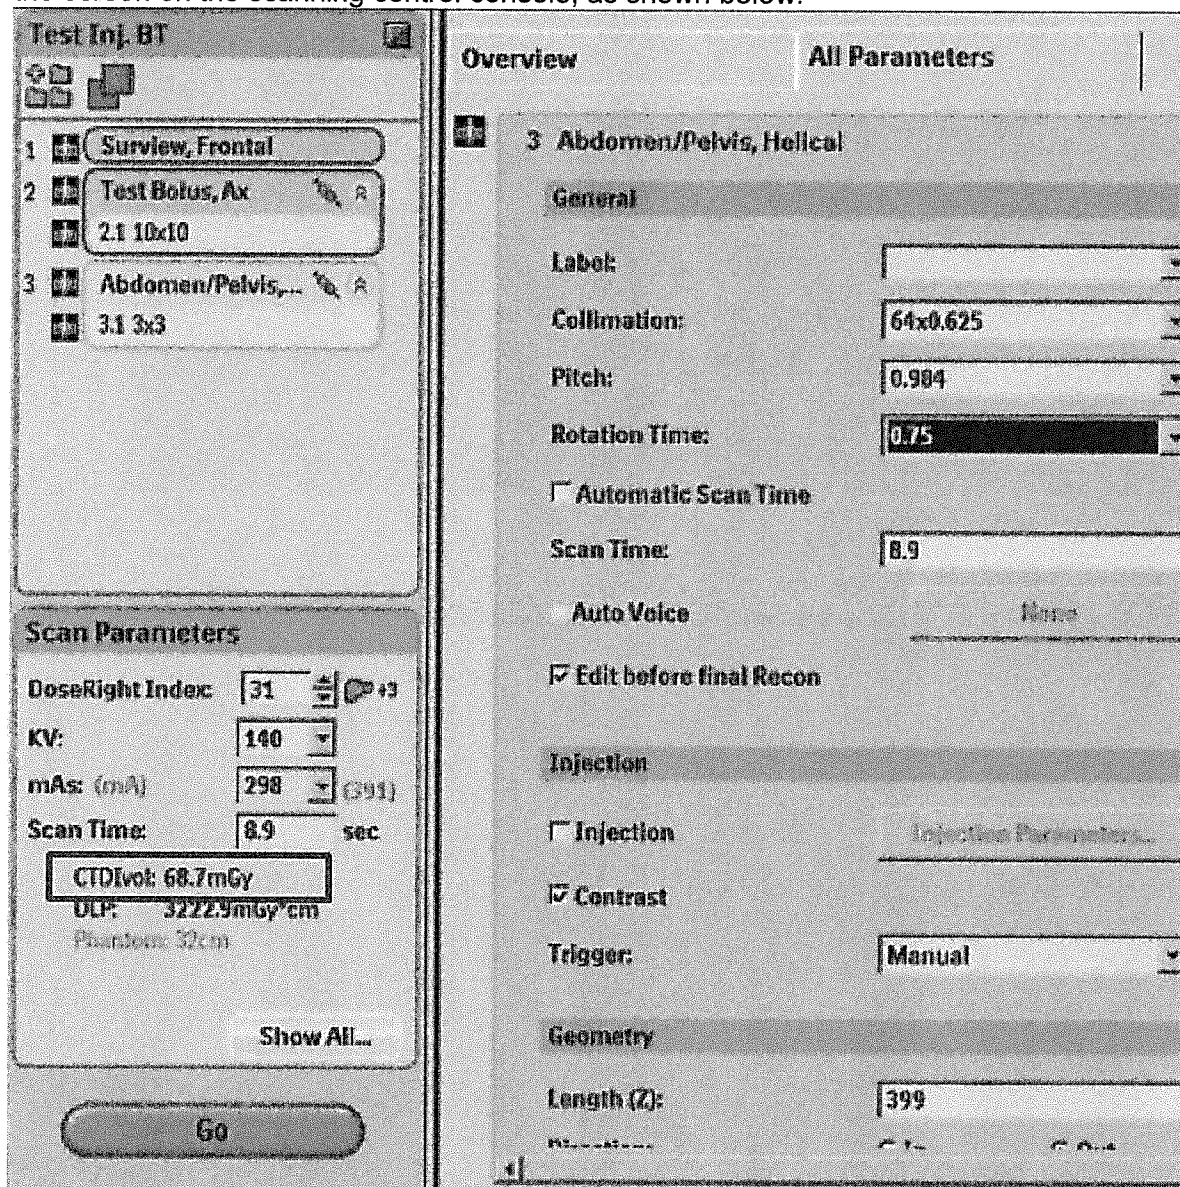 Test Inj. BT
1 Surview, Frontal
2 Test Bolus, Ax
2.1 10x10
3 Abdomen/Pelvis,...
3.1 3x3
Scan Parameters
DoseRight Index: 31 +3
KV: 140
mAs: (mA) 298 (391)
Scan Time: 8.9 sec
CTDIvol: 68.7mGy
DLP: 3222.9mGy*cm
Phantom: 32cm
Show All...
Go
Overview All Parameters
3 Abdomen/Pelvis, Helical
General
Label:
Collimation: 64x0.625
Pitch: 0.984
Rotation Time: 0.75
Automatic Scan Time
Scan Time: 8.9
Auto Voice None
Edit before final Recon
Injection
Injection Injection Parameters...
Contrast
Trigger: Manual
Geometry
Length (Z): 399